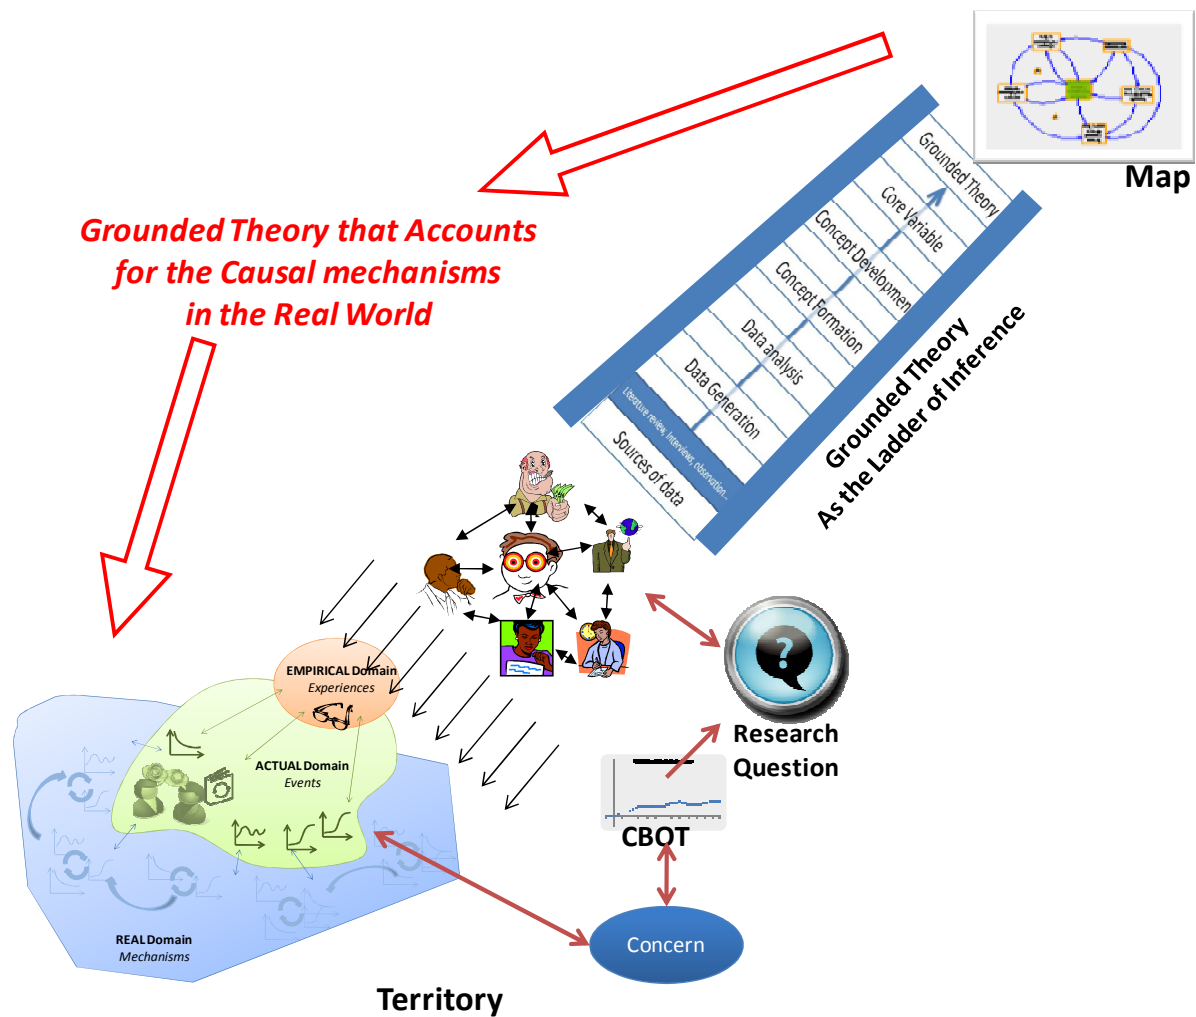 Map
Grounded Theory that Accounts
for the Causal mechanisms
in the Real World
Grounded Theory
Core Variable
Concept Development
Concept Formation
Data analysis
Data Generation
Literature review, Interviews, observation...
Sources of data
Grounded Theory
As the Ladder of Inference
?
Research
Question
CBOT
Concern
EMPIRICAL Domain
Experiences
ACTUAL Domain
Events
REAL Domain
Mechanisms
Territory